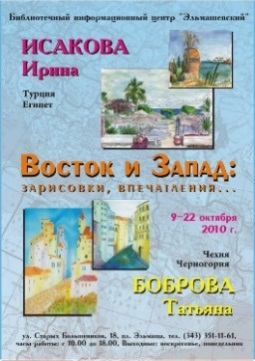 Библиотечный информационный центр "Эльмашевский"
ИСАКОВА
Ирина
Турция
Египет
Восток и Запад:
зарисовки, впечатления...
9-22 октября
2010 г.
Чехия
Черногория
БОБРОВА
Татьяна
ул. Старых Большевиков, 18, пл. Эльмаша, тел. (343) 331-11-61,
часы работы: с 10.00 до 18.00, Выходные: воскресенье, понедельник